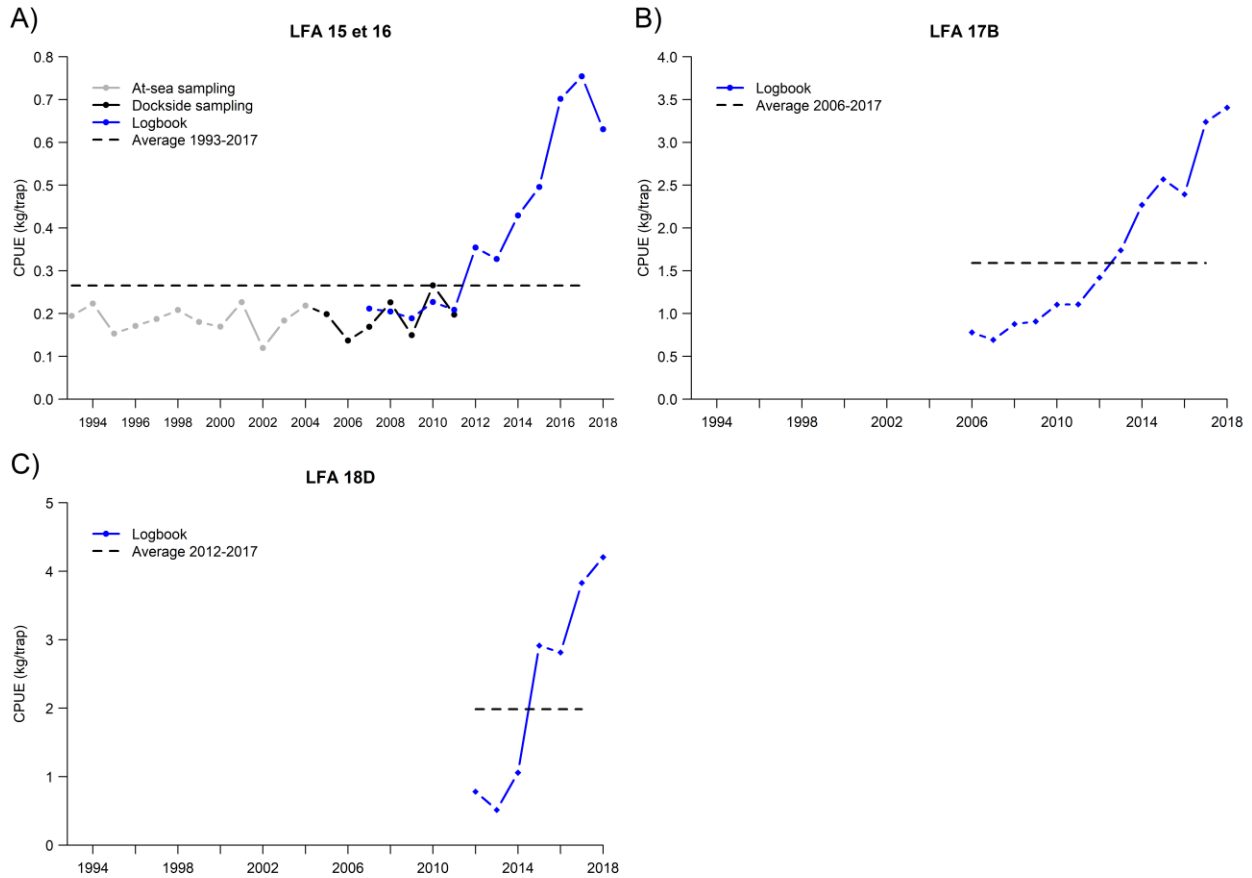 A)
LFA 15 et 16
At-sea sampling
Dockside sampling
Logbook
Average 1993-2017
CPUE (kg/trap)
0.8
0.7
0.6
0.5
0.4
0.3
0.2
0.1
0.0
1994 1996 1998 2000 2002 2004 2006 2008 2010 2012 2014 2016 2018
B)
LFA 17B
Logbook
Average 2006-2017
CPUE (kg/trap)
4.0
3.5
3.0
2.5
2.0
1.5
1.0
0.5
0.0
1994 1998 2002 2006 2010 2014 2018
C)
LFA 18D
Logbook
Average 2012-2017
CPUE (kg/trap)
5
4
3
2
1
0
1994 1998 2002 2006 2010 2014 2018